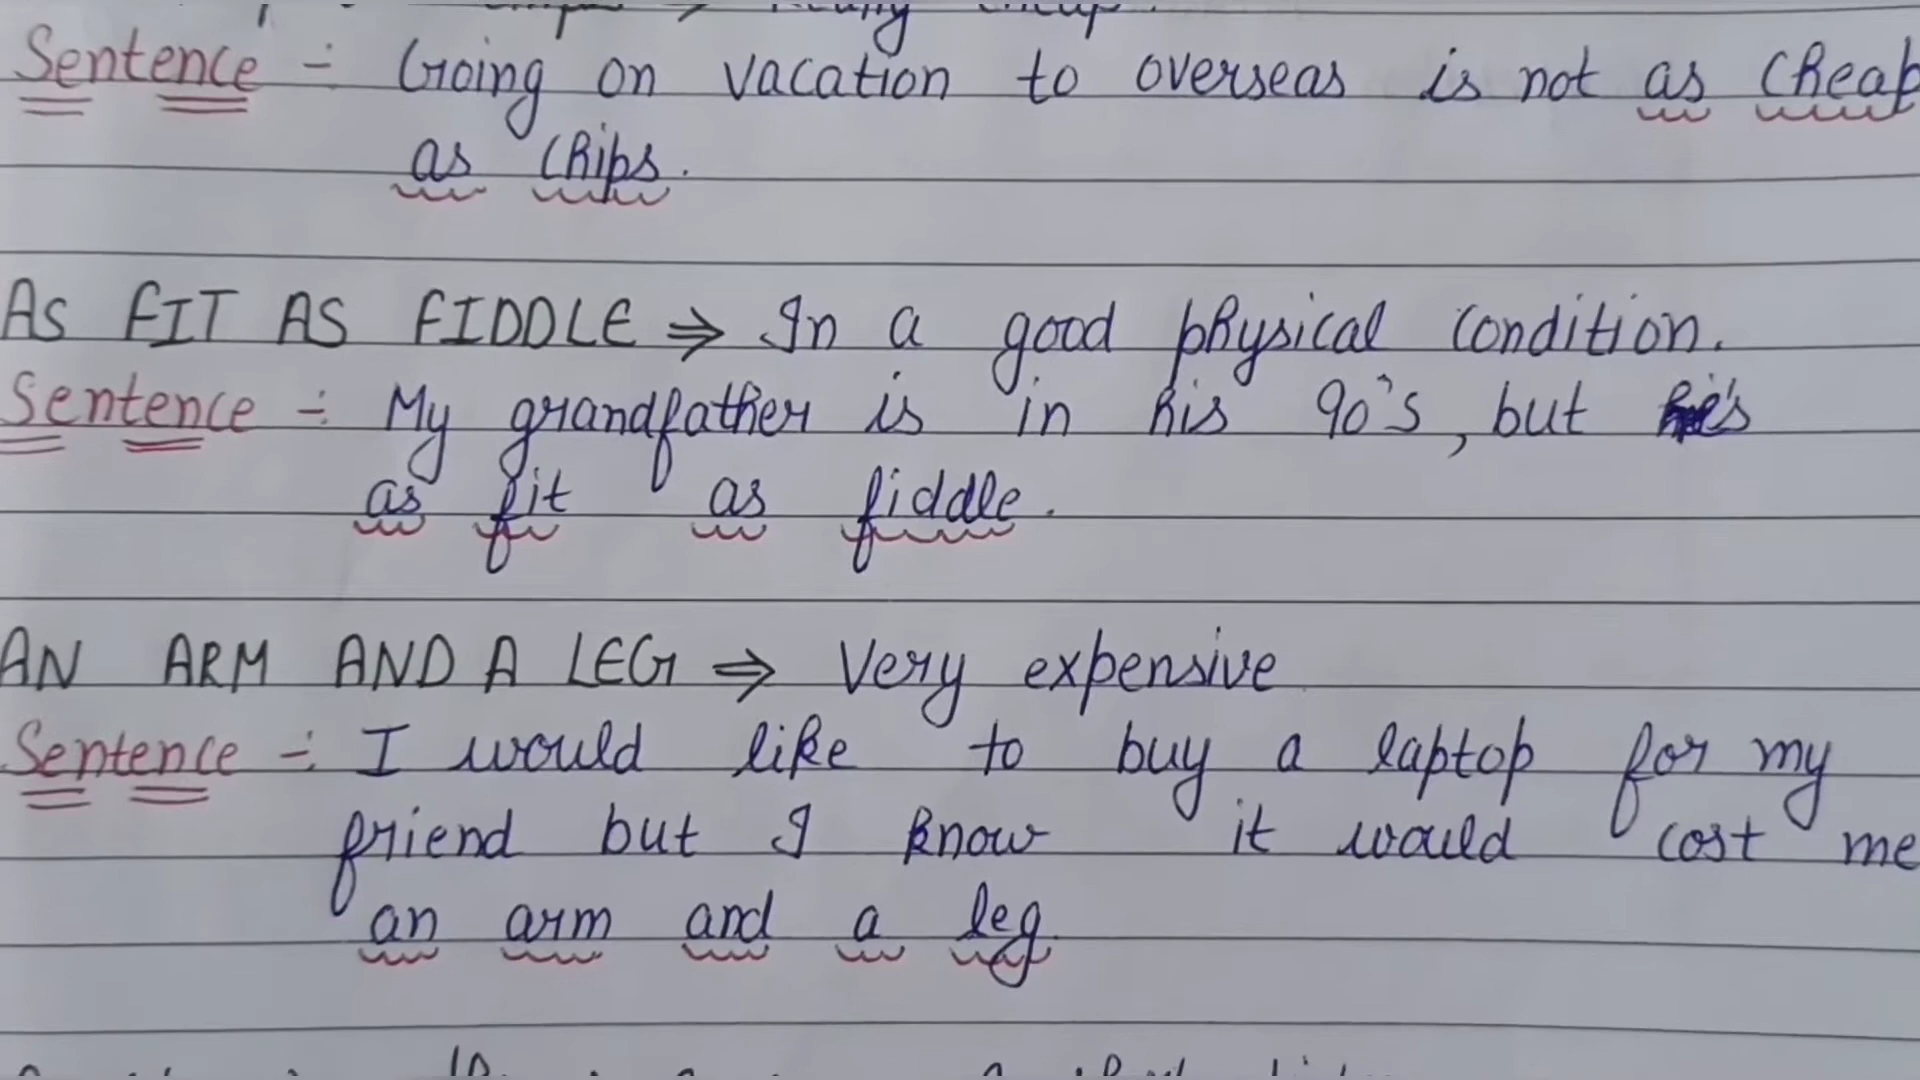 Really cheap.
Sentence :- Going on vacation to overseas is not as cheap
as chips.
AS FIT AS FIDDLE ⇒ In a good physical condition.
Sentence :- My grandfather is in his 90's, but he's
as fit as fiddle.
AN ARM AND A LEG ⇒ Very expensive
Sentence :- I would like to buy a laptop for my
friend but I know it would cost me
an arm and a leg